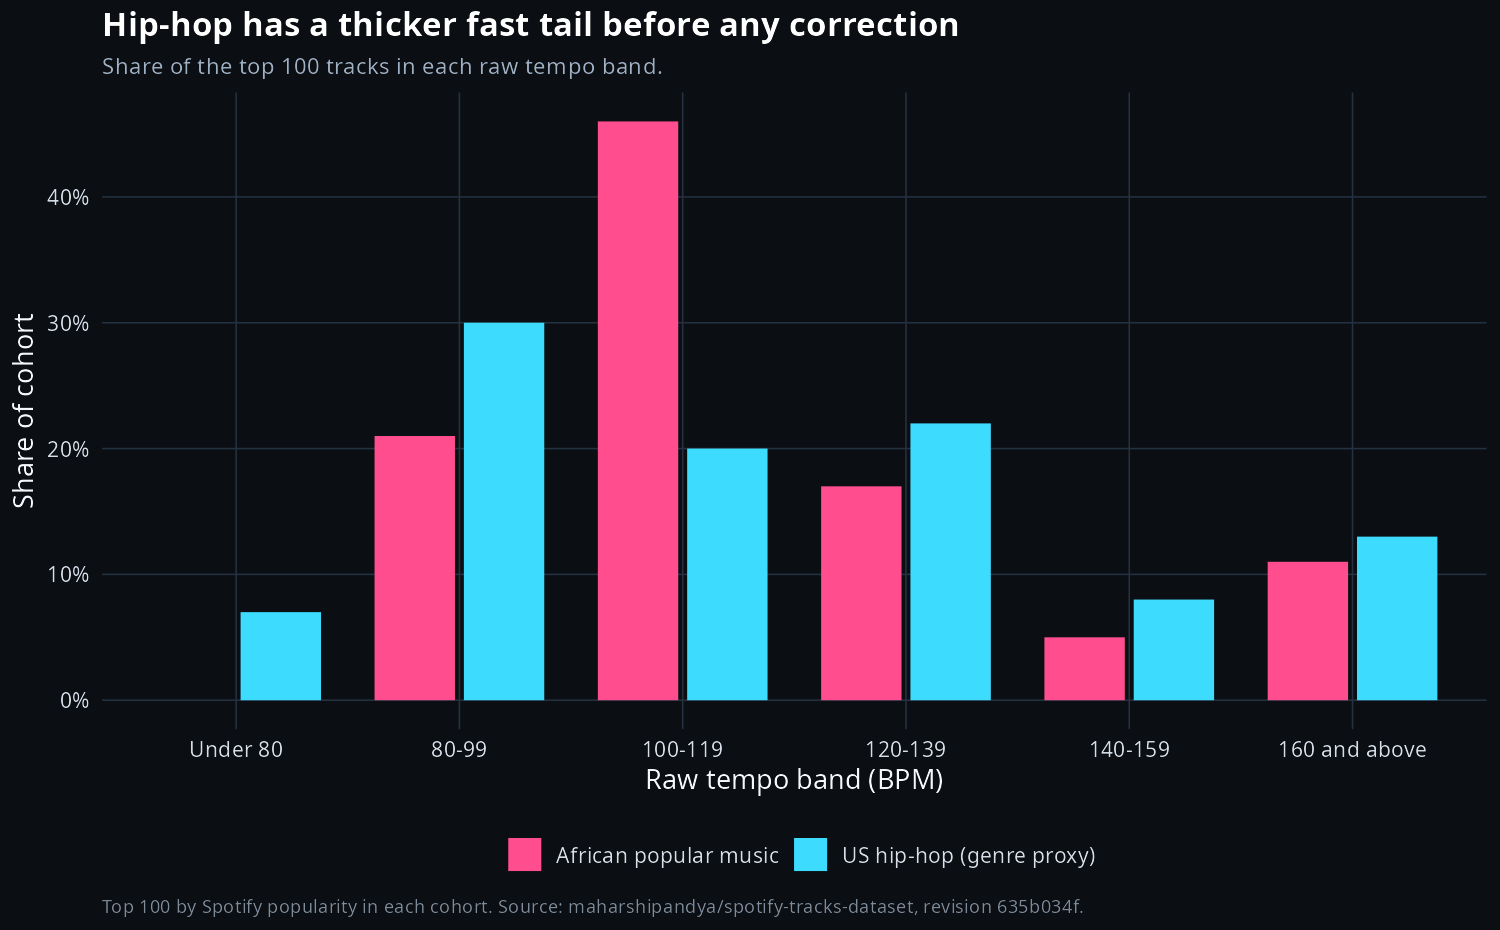 Hip-hop has a thicker fast tail before any correction
Share of the top 100 tracks in each raw tempo band.
Share of cohort
40%
30%
20%
10%
0%
Under 80
80-99
100-119
120-139
140-159
160 and above
Raw tempo band (BPM)
African popular music
US hip-hop (genre proxy)
Top 100 by Spotify popularity in each cohort. Source: maharshipandya/spotify-tracks-dataset, revision 635b034f.